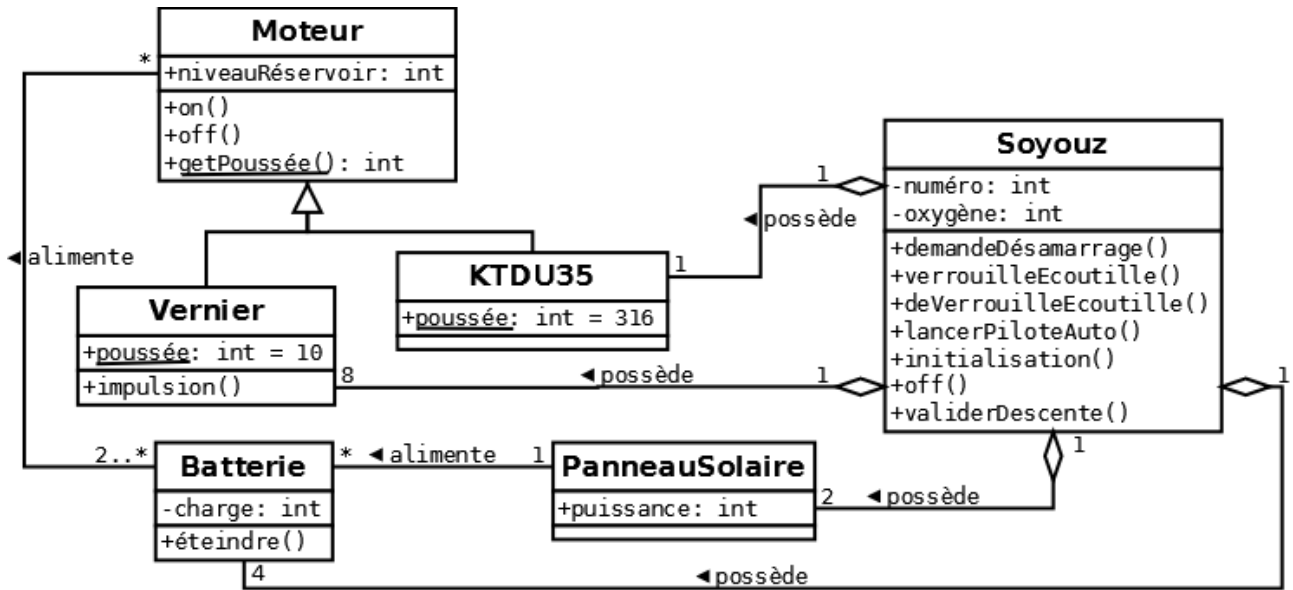 Moteur
+niveauRéservoir: int
+on()
+off()
+getPoussée(): int
*
◄alimente
2..*
Vernier
+poussée: int = 10
+impulsion()
KTDU35
+poussée: int = 316
Soyouz
-numéro: int
-oxygène: int
+demandeDésamarrage()
+verrouilleEcoutille()
+deVerrouilleEcoutille()
+lancerPiloteAuto()
+initialisation()
+off()
+validerDescente()
1
◄possède
1
8
◄possède
1
Batterie
-charge: int
+éteindre()
*
◄alimente
1
PanneauSolaire
+puissance: int
2
◄possède
1
4
◄possède
1